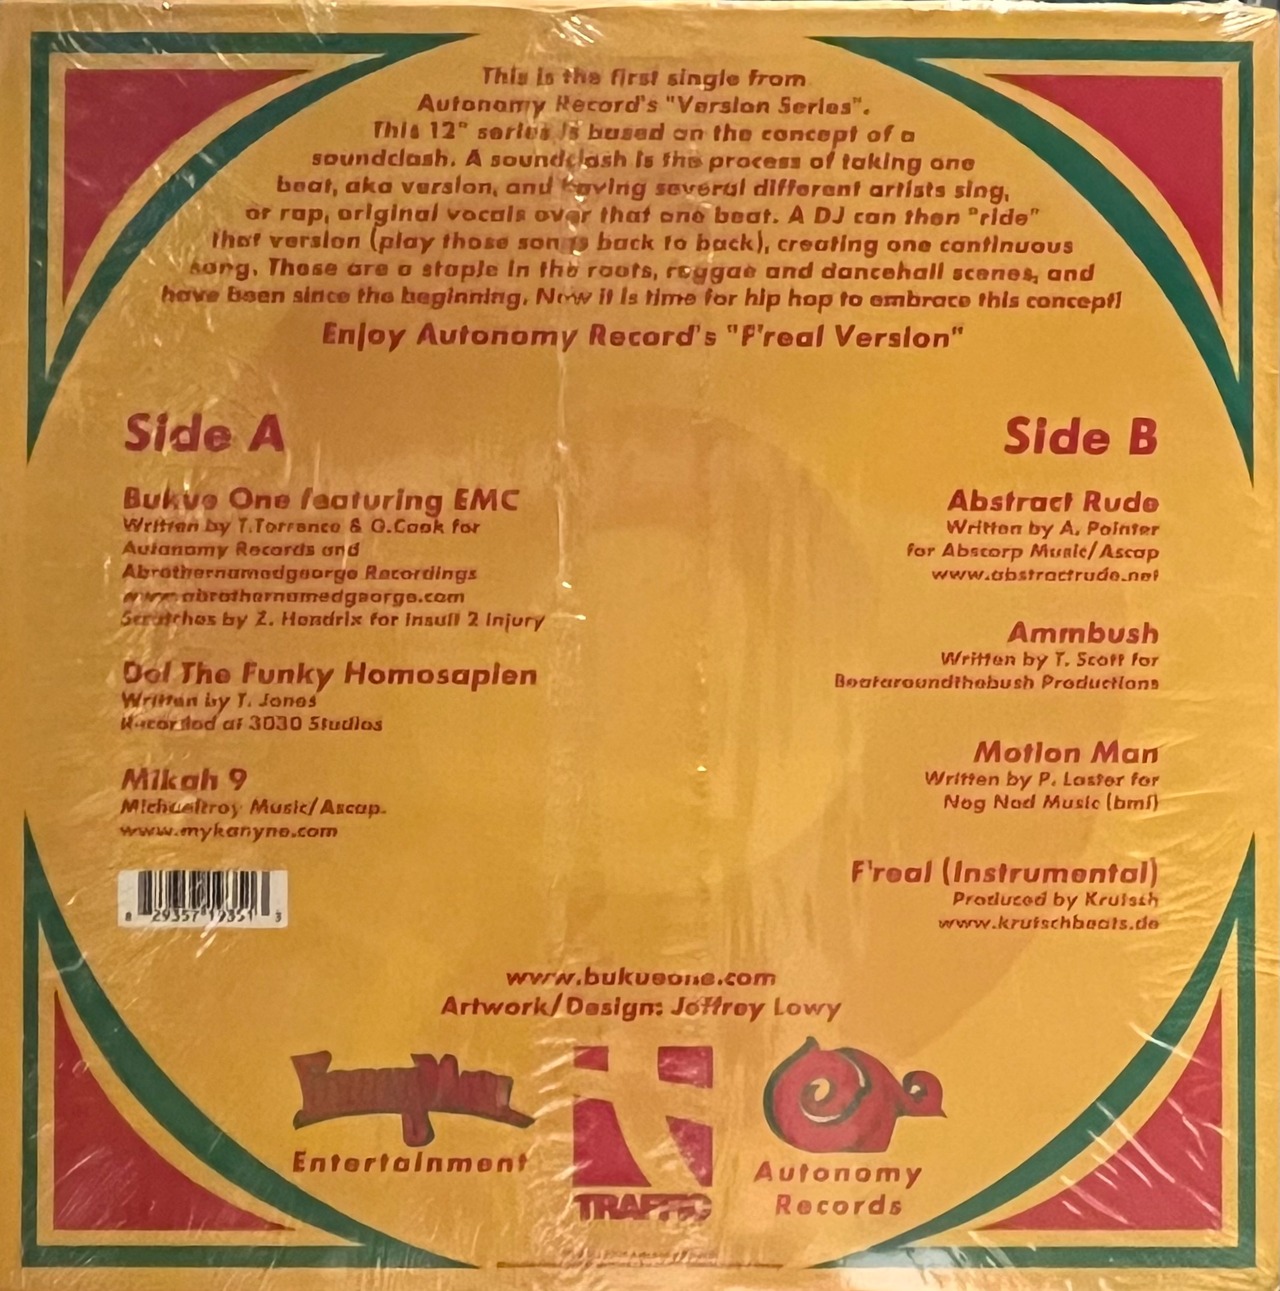 This is the first single from
Autonomy Record's "Version Series".
This 12" series is based on the concept of a
soundclash. A soundclash is the process of taking one
beat, aka version, and having several different artists sing,
or rap, original vocals over that one beat. A DJ can then "ride"
that version (play those songs back to back), creating one continuous
song. These are a staple in the roots, reggae and dancehall scenes, and
have been since the beginning. Now it is time for hip hop to embrace this concept!
Enjoy Autonomy Record's "F'real Version"
Side A
Bukue One featuring EMC
Written by T.Torrence & G.Cook for
Autonomy Records and
Abrothernamedgeorge Recordings
www.abrothernamedgeorge.com
Scratches by Z. Hendrix for Insult 2 Injury
Del The Funky Homosapien
Written by T. Jones
Recorded at 3030 Studios
Mikah 9
Michaeltroy Music/Ascap.
www.mykanyne.com
8 29357 19351 3
Side B
Abstract Rude
Written by A. Pointer
for Abscorp Music/Ascap
www.abstractrude.net
Ammbush
Written by T. Scott for
Beataroundthebush Productions
Motion Man
Written by P. Laster for
Nog Nod Music (bmi)
F'real (Instrumental)
Produced by Krutsch
www.krutschbeats.de
www.bukueone.com
Artwork/Design: Joffrey Lowy
Entertainment
TRAFFIC
Autonomy
Records